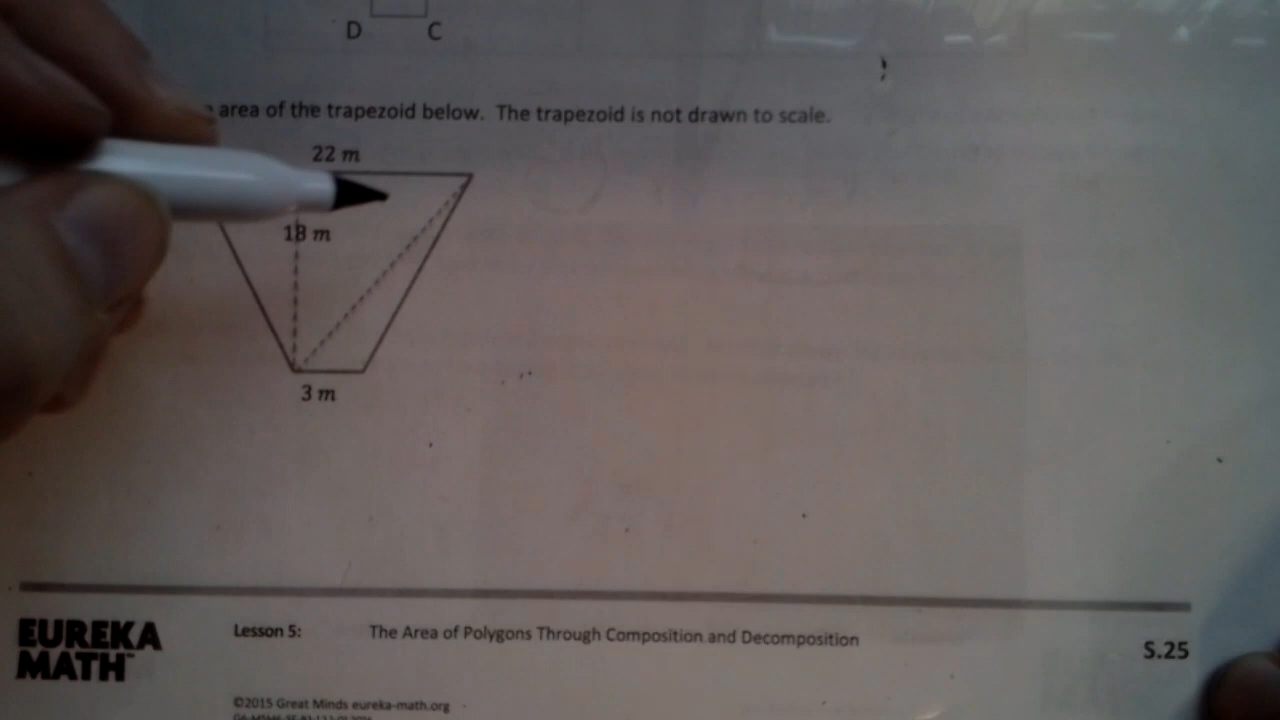 D C
area of the trapezoid below. The trapezoid is not drawn to scale.
22 m
18 m
3 m
EUREKA
MATH™
Lesson 5: The Area of Polygons Through Composition and Decomposition
S.25
©2015 Great Minds eureka-math.org